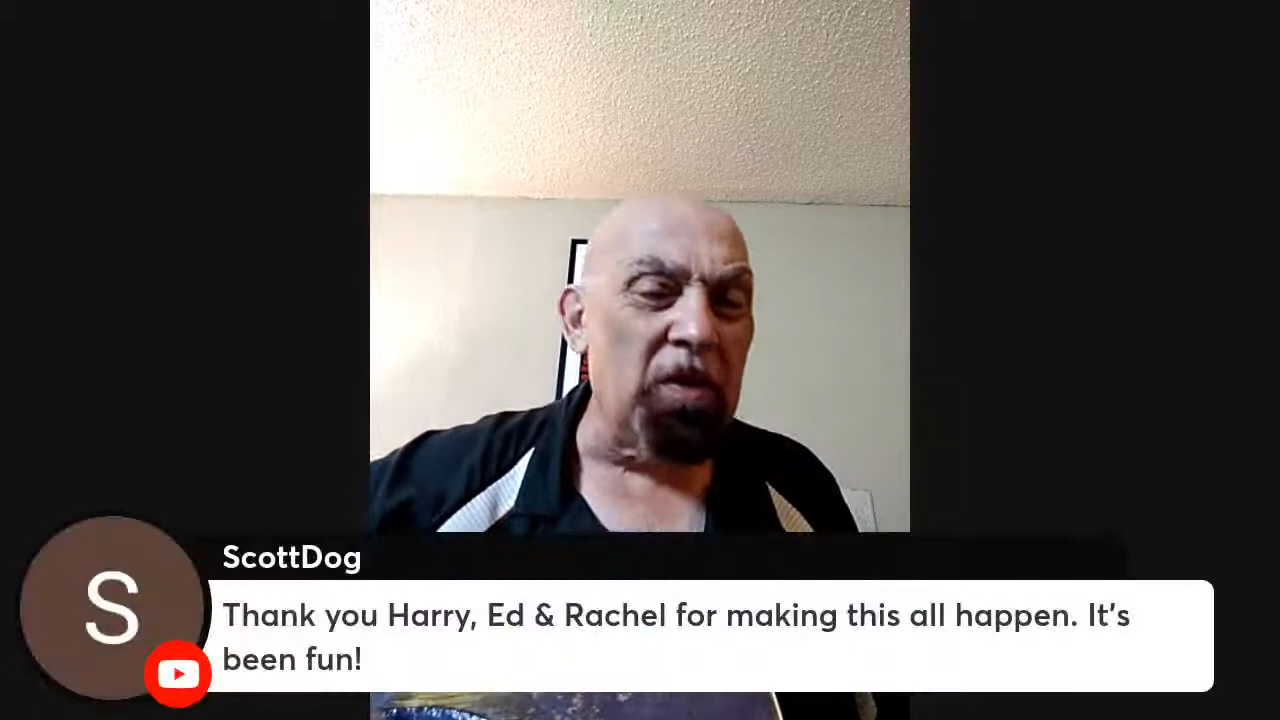 ScottDog
S
Thank you Harry, Ed & Rachel for making this all happen. It's
been fun!